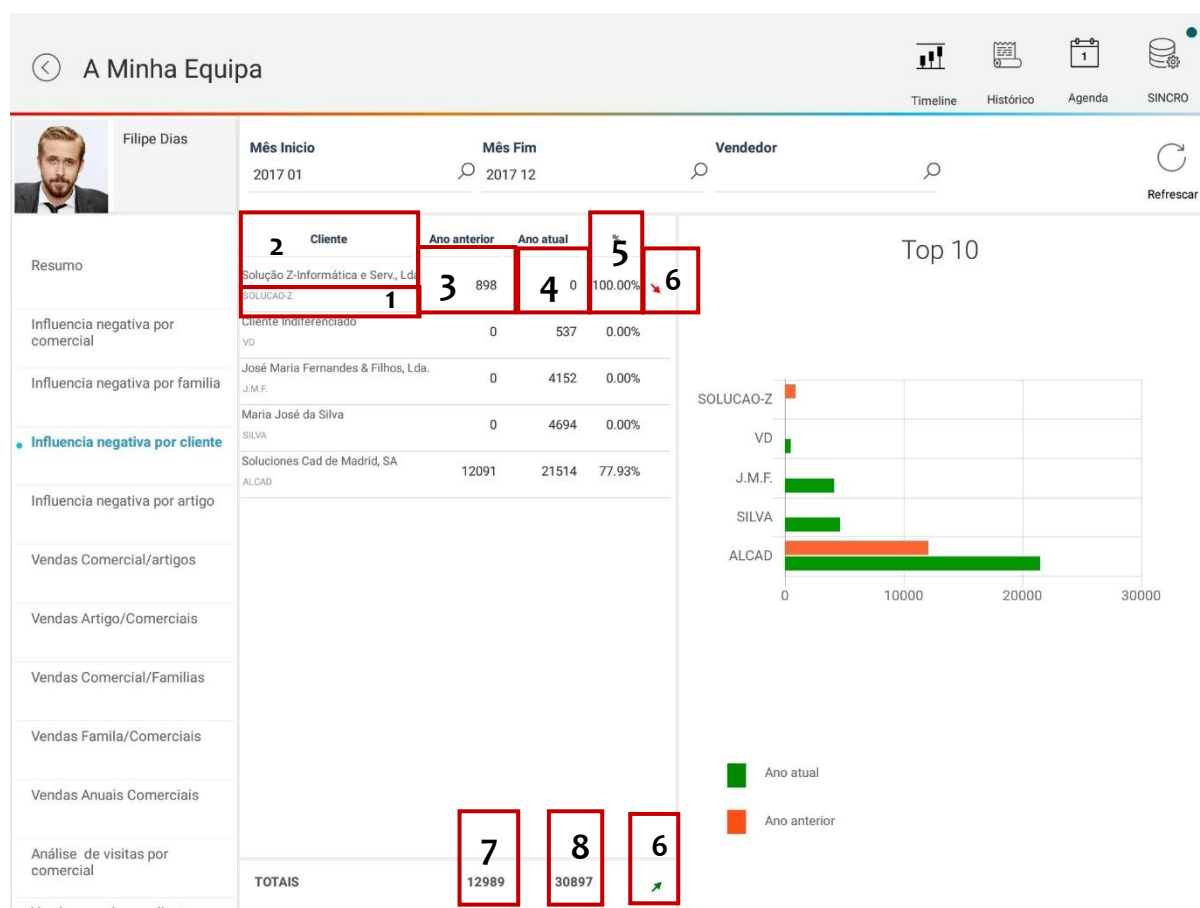 A Minha Equipa
Timeline
Histórico
1
Agenda
SINCRO
Filipe Dias
Mês Inicio
2017 01
Mês Fim
2017 12
Vendedor
Refrescar
Resumo
Influencia negativa por
comercial
Influencia negativa por familia
Influencia negativa por cliente
Influencia negativa por artigo
Vendas Comercial/artigos
Vendas Artigo/Comerciais
Vendas Comercial/Familias
Vendas Famila/Comerciais
Vendas Anuais Comerciais
Análise de visitas por
comercial
2 Cliente Ano anterior Ano atual % 5
Solução Z-Informática e Serv., Lda
SOLUCAO-Z 1
3 898 4 0 100.00% 6
Cliente Indiferenciado
VD
0 537 0.00%
José Maria Fernandes & Filhos, Lda.
J.M.F.
0 4152 0.00%
Maria José da Silva
SILVA
0 4694 0.00%
Soluciones Cad de Madrid, SA
ALCAD
12091 21514 77.93%
7 8 6
TOTAIS 12989 30897
Top 10
SOLUCAO-Z
VD
J.M.F.
SILVA
ALCAD
0 10000 20000 30000
Ano atual
Ano anterior